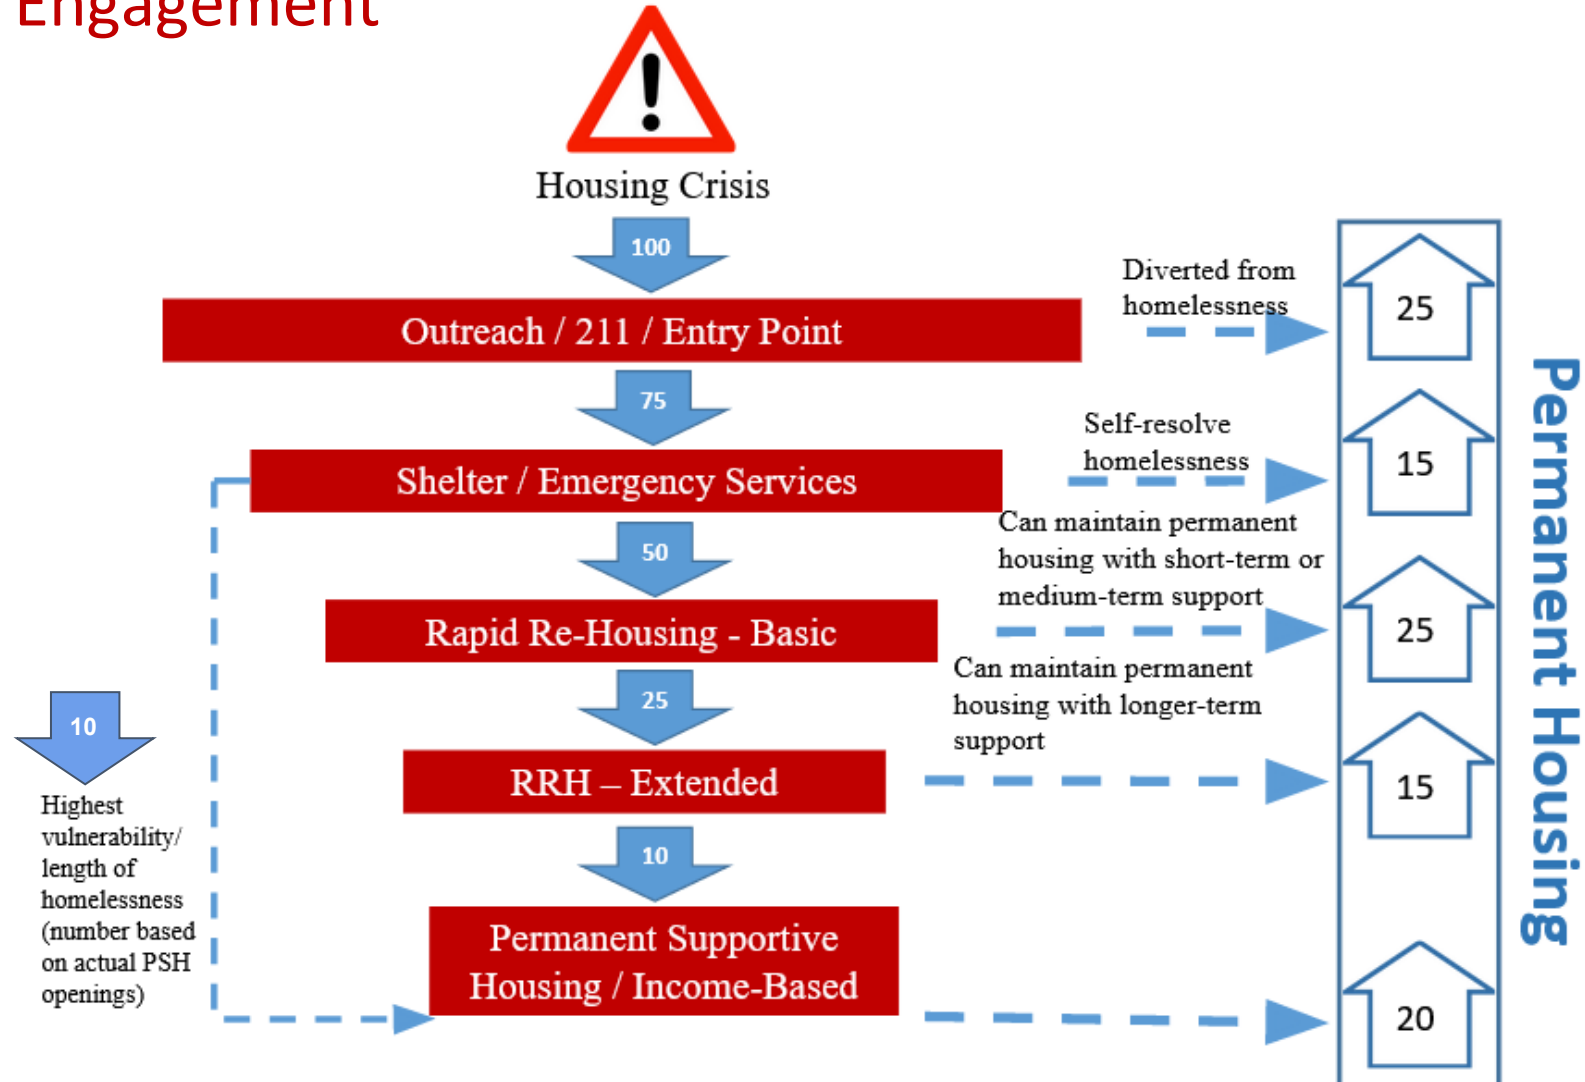 Engagement
Housing Crisis
100
Outreach / 211 / Entry Point
Diverted from
homelessness
25
75
Shelter / Emergency Services
Self-resolve
homelessness
15
50
Can maintain permanent
housing with short-term or
medium-term support
Rapid Re-Housing - Basic
25
25
Can maintain permanent
housing with longer-term
support
RRH – Extended
15
10
Highest
vulnerability/
length of
homelessness
(number based
on actual PSH
openings)
10
Permanent Supportive
Housing / Income-Based
20
Permanent Housing